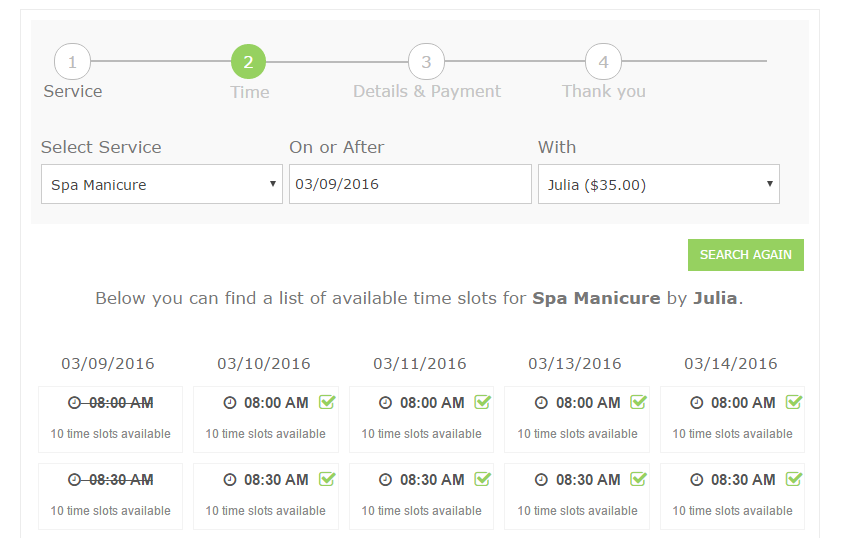 1 2 3 4
Service Time Details & Payment Thank you
Select Service On or After With
Spa Manicure 03/09/2016 Julia ($35.00)
SEARCH AGAIN
Below you can find a list of available time slots for Spa Manicure by Julia.
03/09/2016 03/10/2016 03/11/2016 03/13/2016 03/14/2016
08:00 AM 08:00 AM 08:00 AM 08:00 AM 08:00 AM
10 time slots available 10 time slots available 10 time slots available 10 time slots available 10 time slots available
08:30 AM 08:30 AM 08:30 AM 08:30 AM 08:30 AM
10 time slots available 10 time slots available 10 time slots available 10 time slots available 10 time slots available